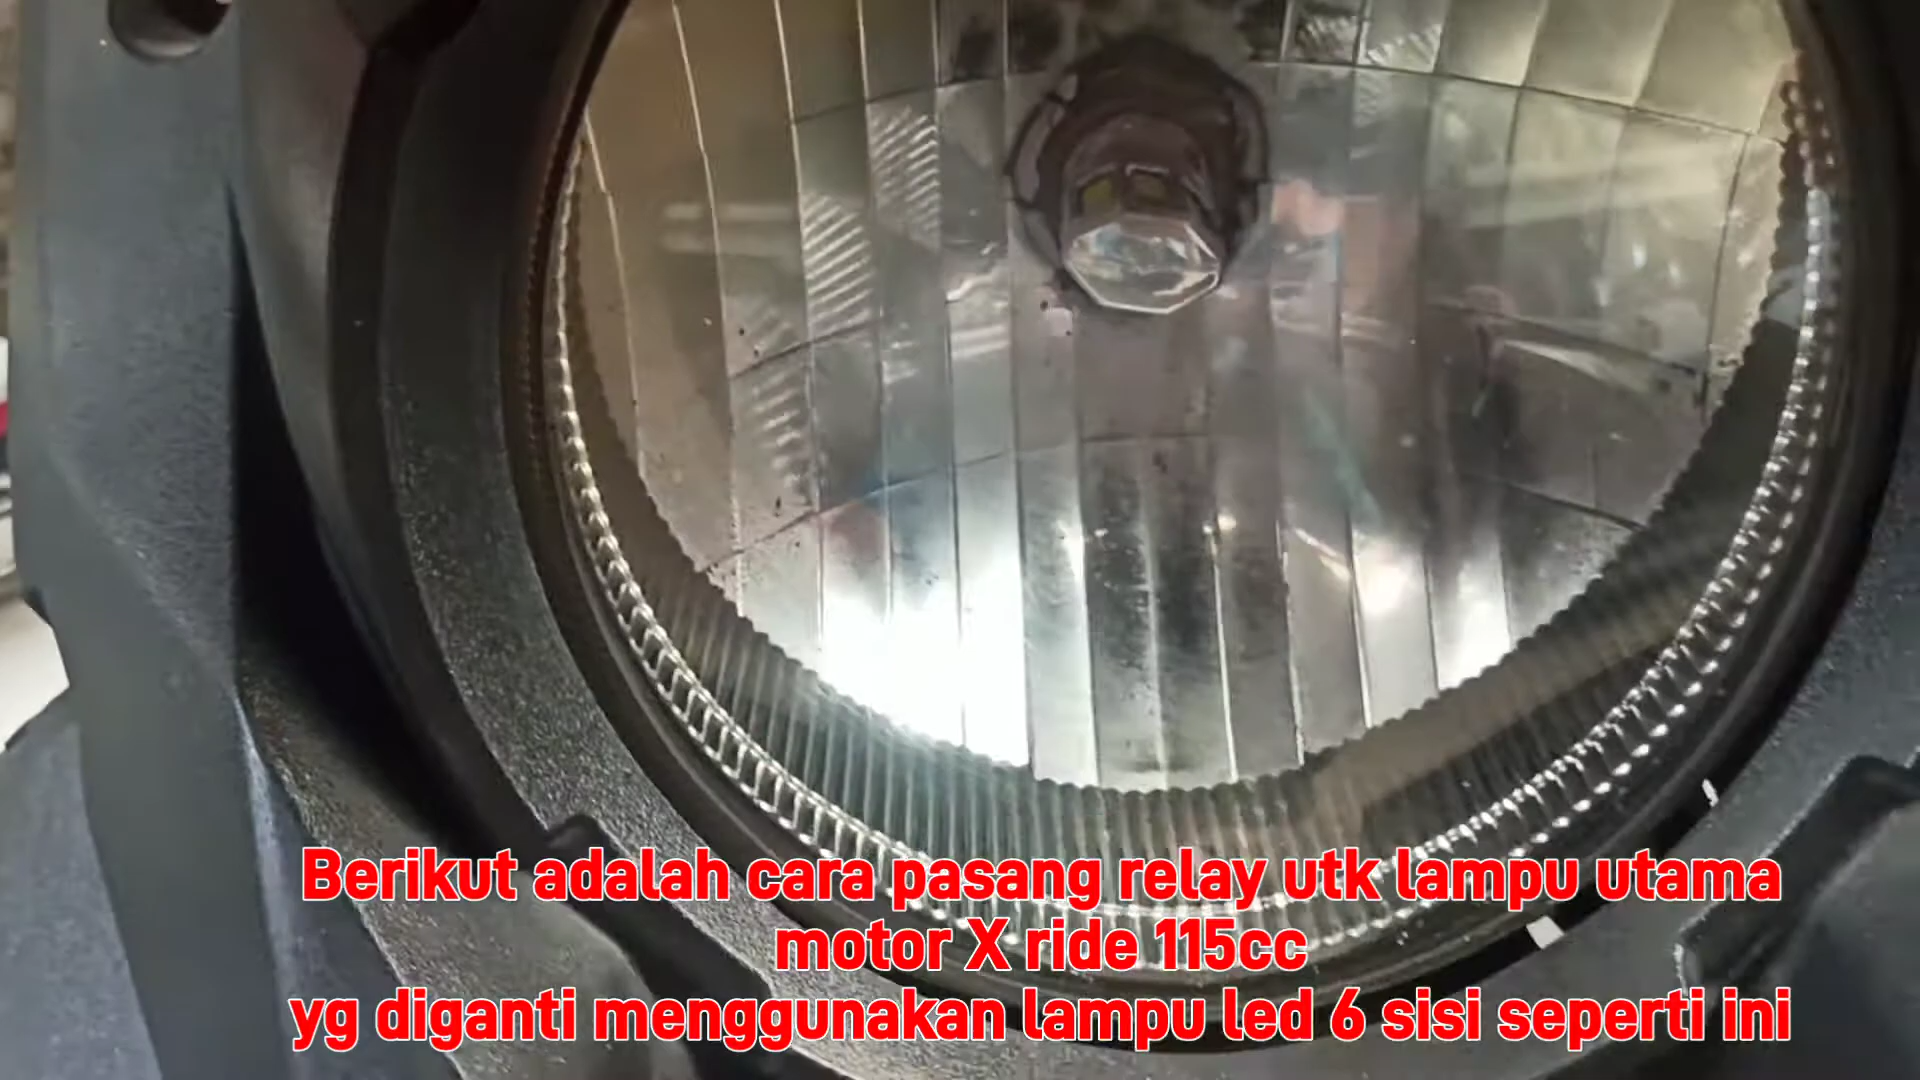 Berikut adalah cara pasang relay utk lampu utama
motor X ride 115cc
yg diganti menggunakan lampu led 6 sisi seperti ini